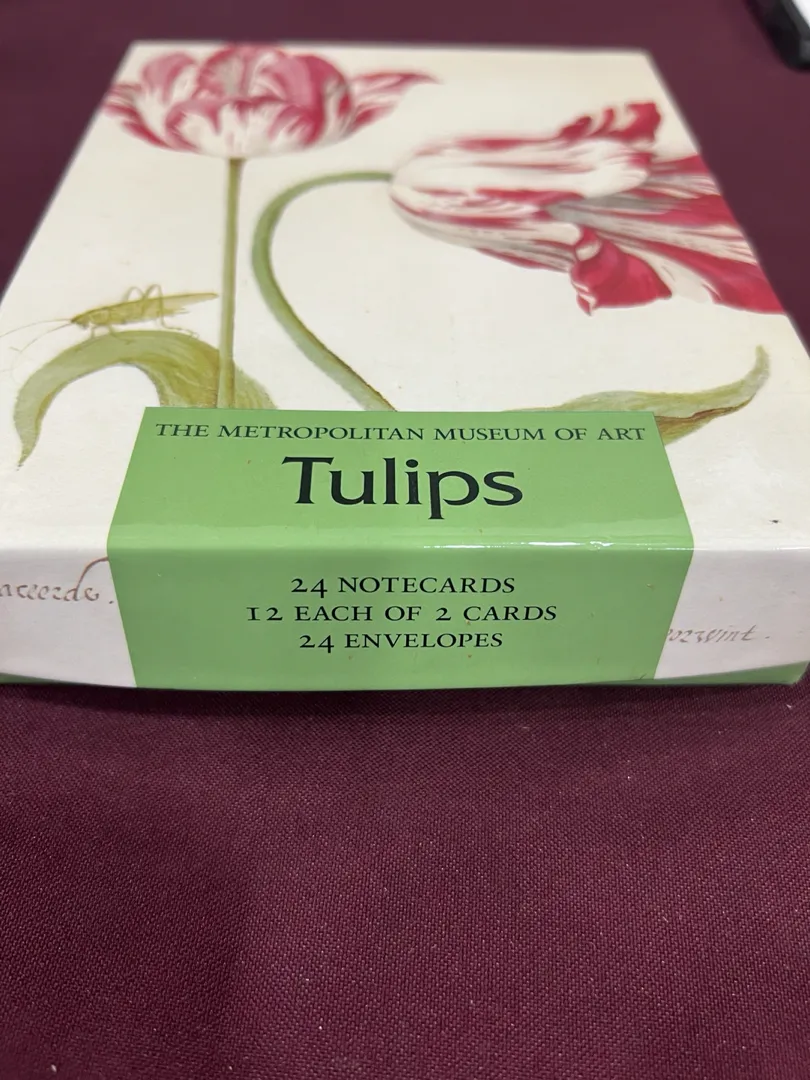 THE METROPOLITAN MUSEUM OF ART
Tulips
24 NOTECARDS
12 EACH OF 2 CARDS
24 ENVELOPES